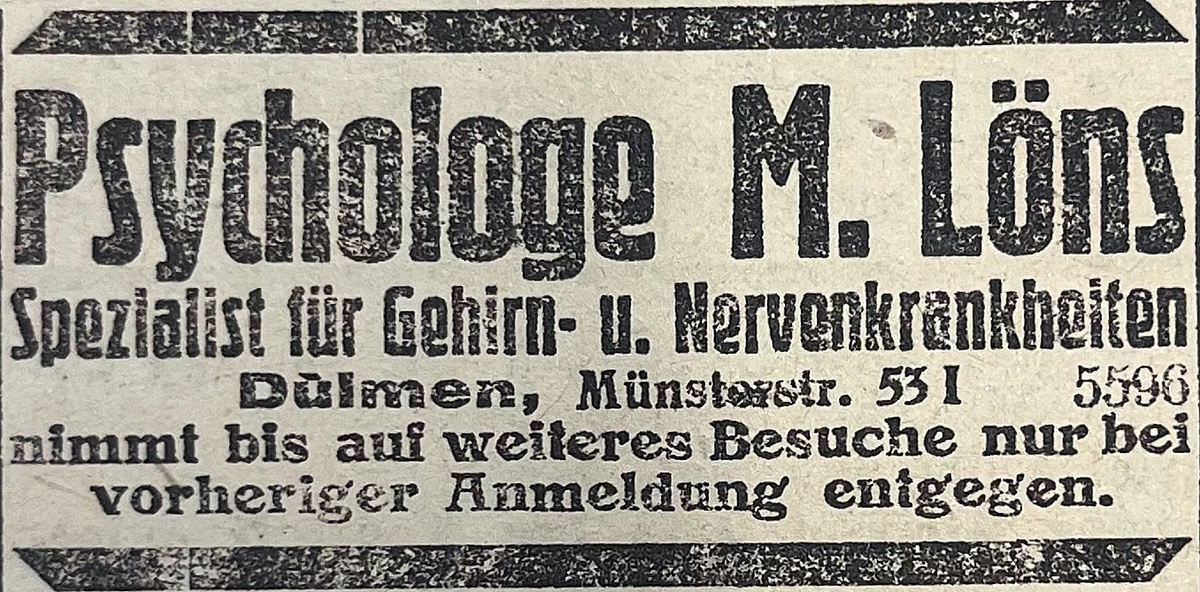 Psychologe M. Löns
Spezialist für Gehirn- u. Nervenkrankheiten
Dülmen, Münsterstr. 53 I 5596
nimmt bis auf weiteres Besuche nur bei
vorheriger Anmeldung entgegen.